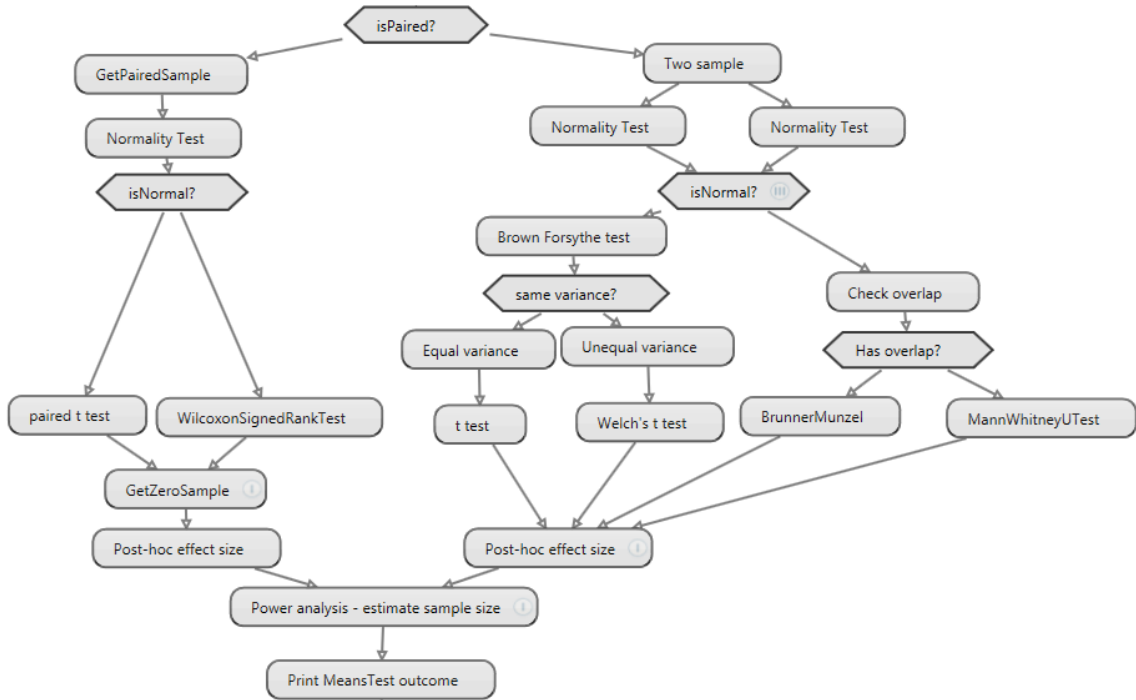 isPaired?
GetPairedSample
Two sample
Normality Test
Normality Test
Normality Test
isNormal?
isNormal?
Brown Forsythe test
same variance?
Check overlap
Equal variance
Unequal variance
Has overlap?
paired t test
WilcoxonSignedRankTest
t test
Welch's t test
BrunnerMunzel
MannWhitneyUTest
GetZeroSample
Post-hoc effect size
Post-hoc effect size
Power analysis - estimate sample size
Print MeansTest outcome